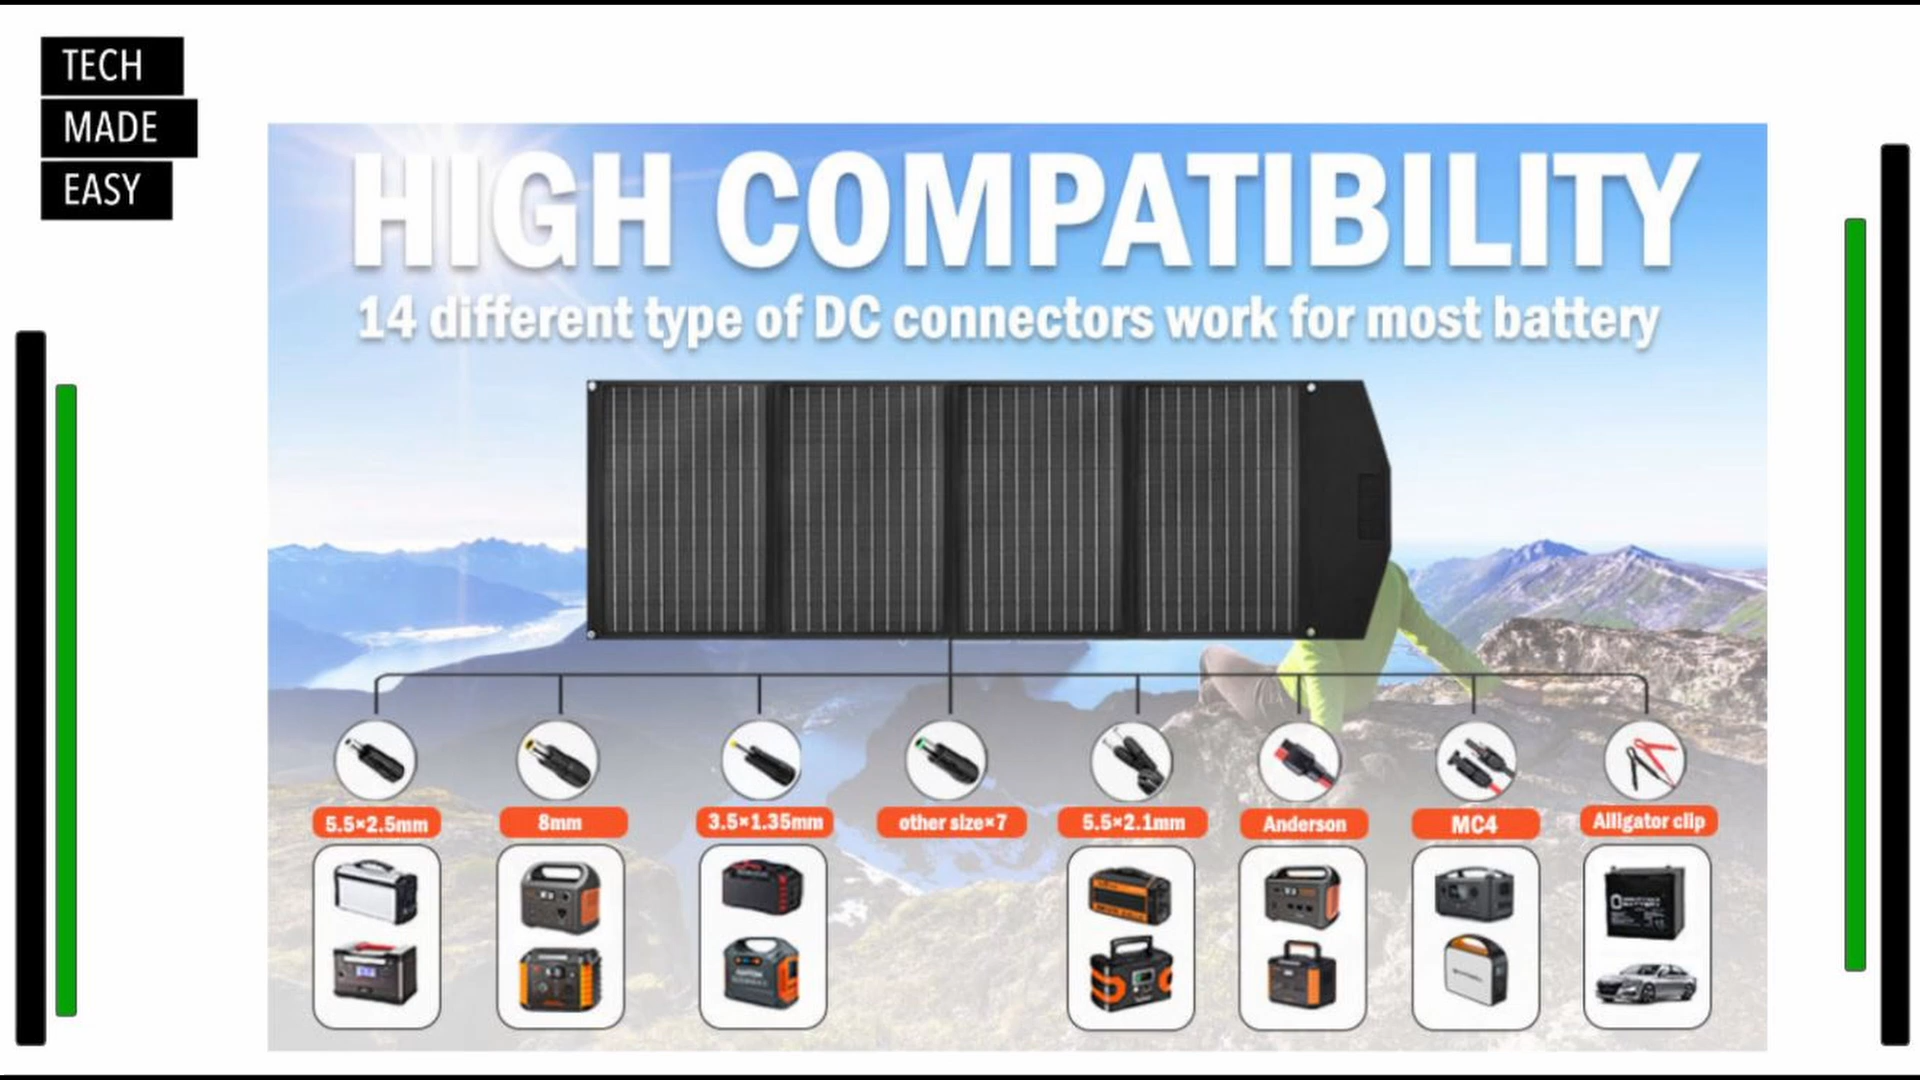 TECH
MADE
EASY
HIGH COMPATIBILITY
14 different type of DC connectors work for most battery
5.5×2.5mm
8mm
3.5×1.35mm
other size×7
5.5×2.1mm
Anderson
MC4
Alligator clip